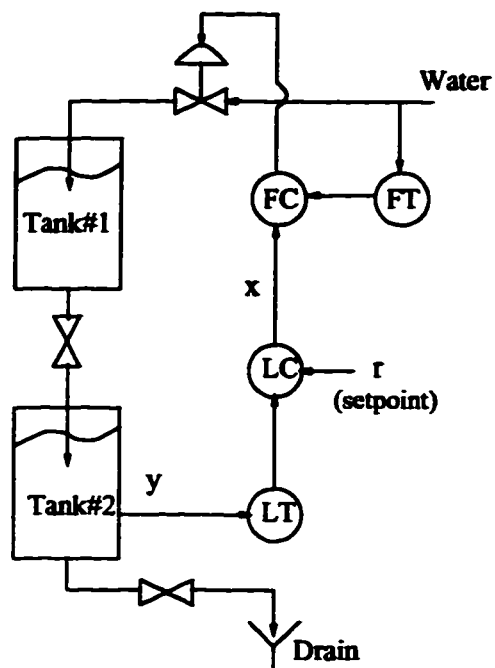 Water
FC
FT
Tank#1
x
LC
r
(setpoint)
y
Tank#2
LT
Drain